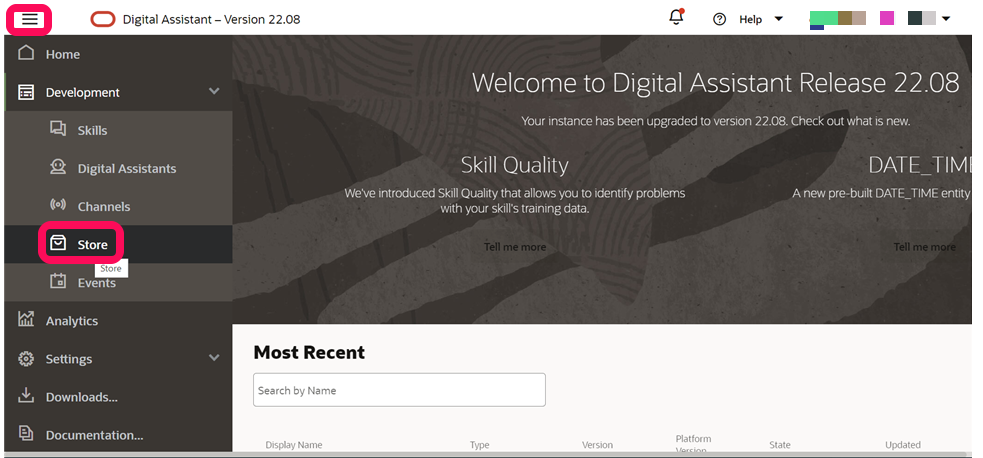 Digital Assistant – Version 22.08
Help
Home
Development
Skills
Digital Assistants
Channels
Store
Store
Events
Analytics
Settings
Downloads...
Documentation...
Welcome to Digital Assistant Release 22.08
Your instance has been upgraded to version 22.08. Check out what is new.
Skill Quality
We've introduced Skill Quality that allows you to identify problems
with your skill's training data.
Tell me more
DATE_TIM
A new pre-built DATE_TIME entity
Tell me more
Most Recent
Search by Name
Display Name
Type
Version
Platform
Version
State
Updated